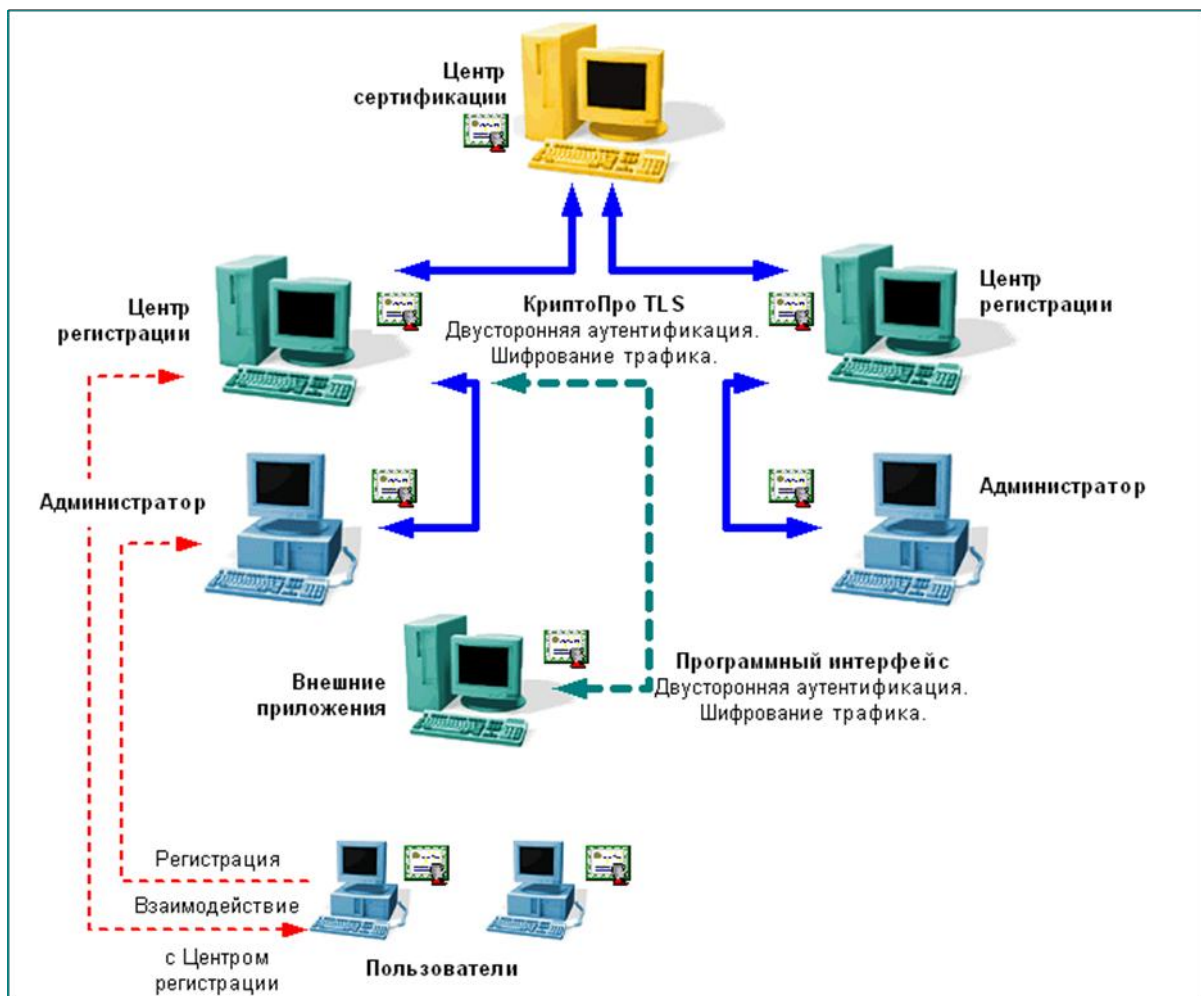 Центр
сертификации
Центр
регистрации
КриптоПро TLS
Двусторонняя аутентификация.
Шифрование трафика.
Центр
регистрации
Администратор
Администратор
Внешние
приложения
Программный интерфейс
Двусторонняя аутентификация.
Шифрование трафика.
Регистрация
Взаимодействие
с Центром
регистрации
Пользователи